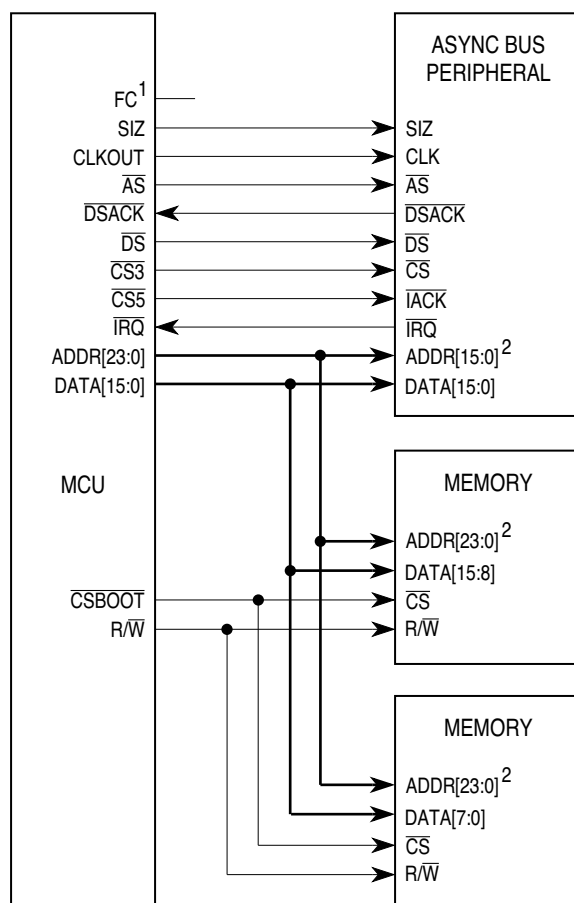 ASYNC BUS
PERIPHERAL
FC1
SIZ
SIZ
CLKOUT
CLK
AS
AS
DSACK
DSACK
DS
DS
CS3
CS
CS5
IACK
IRQ
IRQ
ADDR[23:0]
ADDR[15:0]2
DATA[15:0]
DATA[15:0]
MCU
MEMORY
ADDR[23:0]2
DATA[15:8]
CSBOOT
CS
R/W
R/W
MEMORY
ADDR[23:0]2
DATA[7:0]
CS
R/W